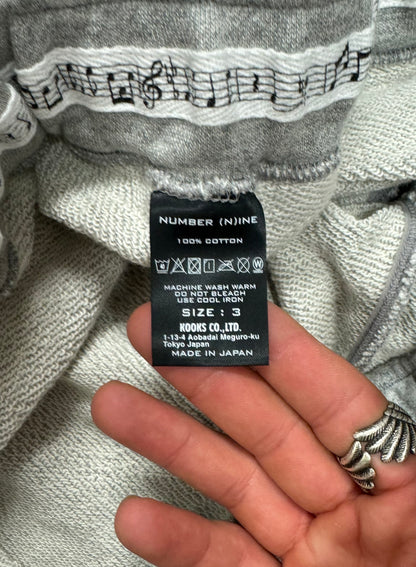 NUMBER (N)INE
100% COTTON
MACHINE WASH WARM
DO NOT BLEACH
USE COOL IRON
SIZE : 3
KOOKS CO.,LTD.
1-13-4 Aobadai Meguro-ku
Tokyo Japan
MADE IN JAPAN